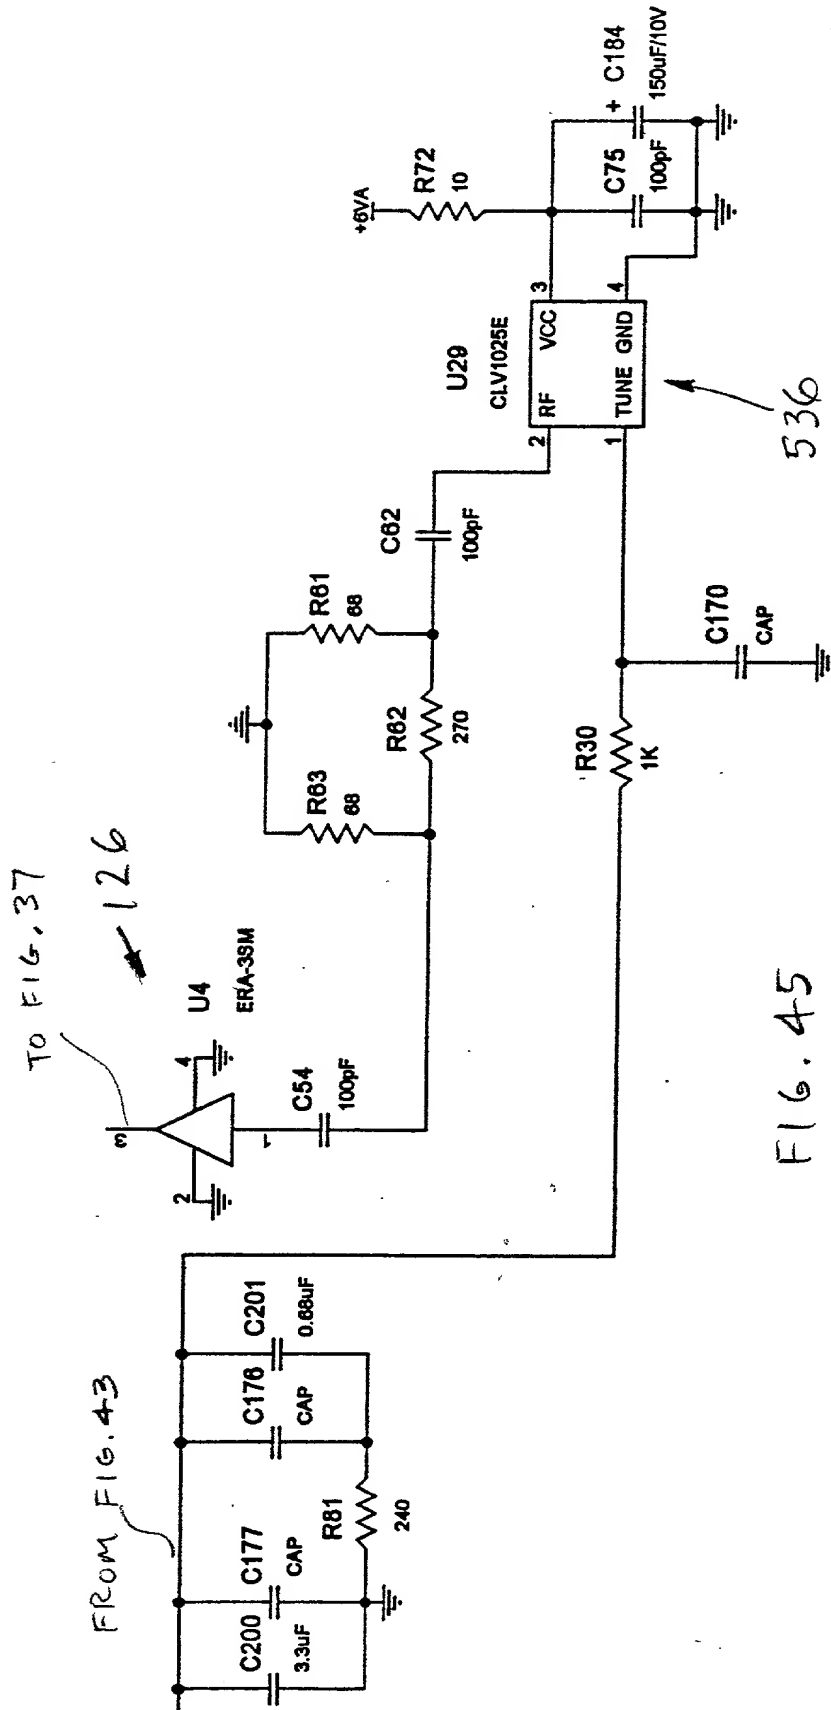 FROM FIG. 43
C200
3.3uF
C177
CAP
R81
240
C176
CAP
C201
0.68uF
TO FIG. 37
126
3
2
4
1
U4
ERA-3SM
C54
100pF
R63
68
R61
68
R62
270
C62
100pF
R30
1K
C170
CAP
U29
CLV1025E
2
RF
VCC
3
1
TUNE
GND
4
536
+6VA
R72
10
C75
100pF
+
C184
150uF/10V
FIG. 45